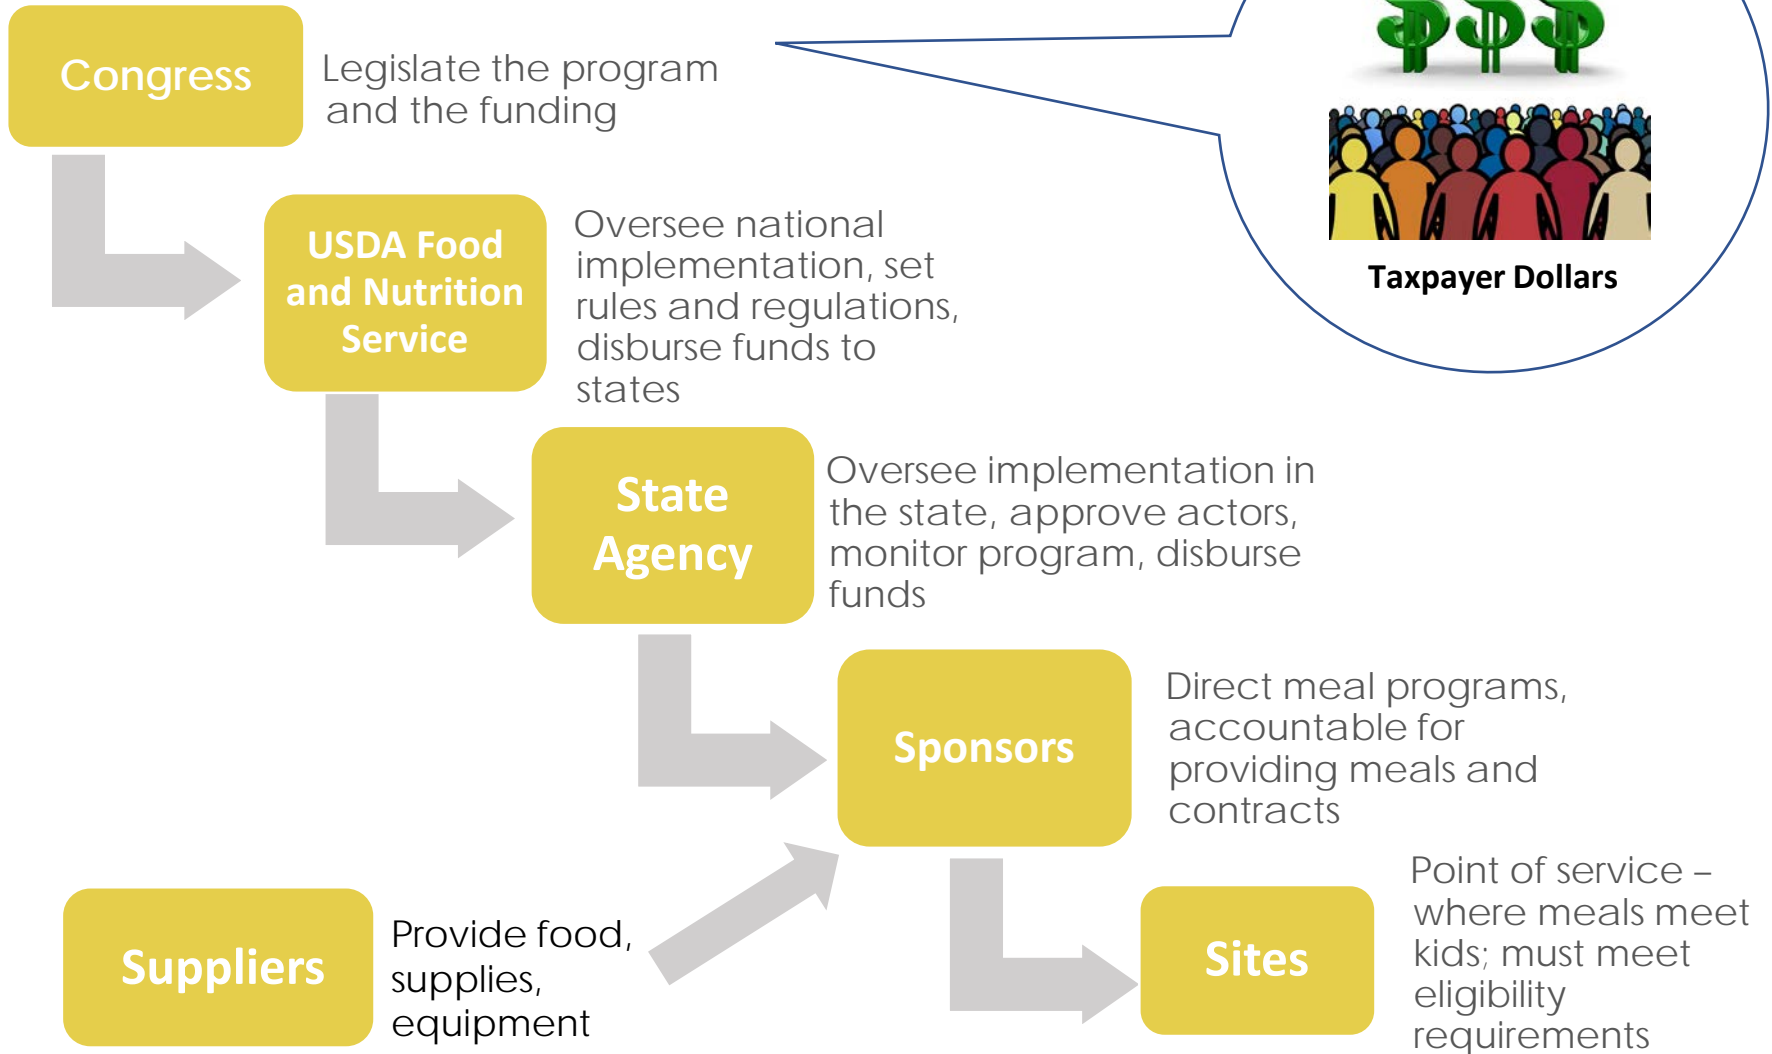 Congress
Legislate the program
and the funding
Taxpayer Dollars
USDA Food
and Nutrition
Service
Oversee national
implementation, set
rules and regulations,
disburse funds to
states
State
Agency
Oversee implementation in
the state, approve actors,
monitor program, disburse
funds
Sponsors
Direct meal programs,
accountable for
providing meals and
contracts
Suppliers
Provide food,
supplies,
equipment
Sites
Point of service –
where meals meet
kids; must meet
eligibility
requirements